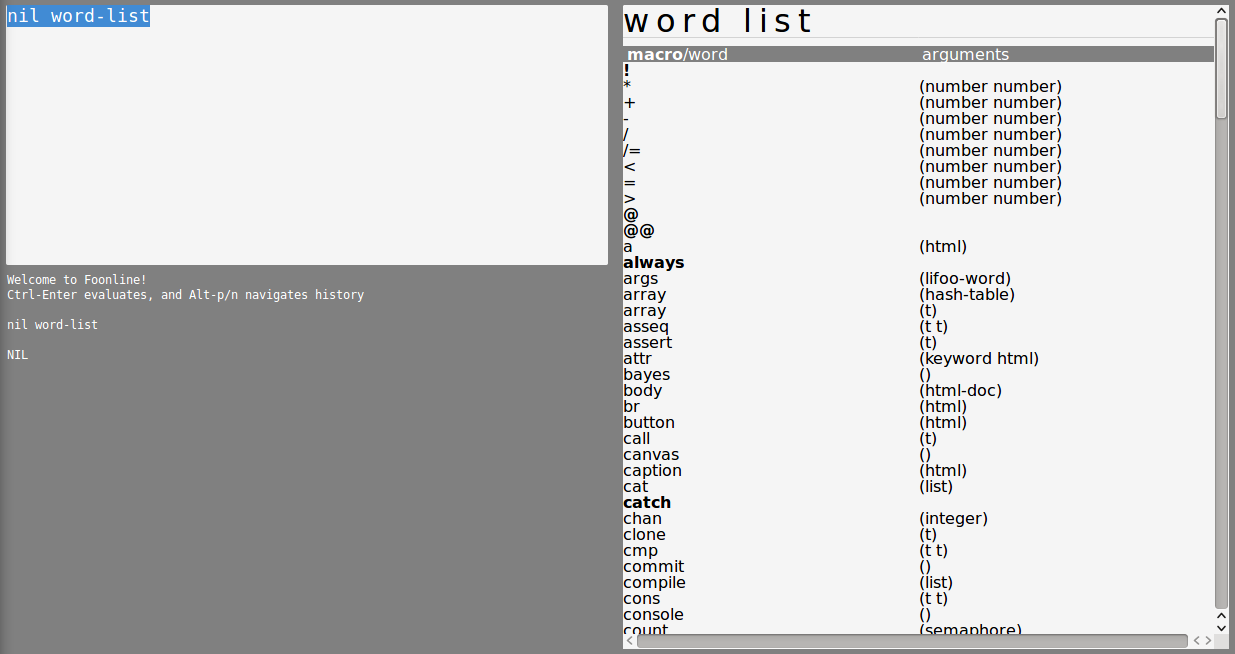 nil word-list
Welcome to Foonline!
Ctrl-Enter evaluates, and Alt-p/n navigates history
nil word-list
NIL
word list
macro/word arguments
!
* (number number)
+ (number number)
- (number number)
/ (number number)
/= (number number)
< (number number)
= (number number)
> (number number)
@
@@
a (html)
always
args (lifoo-word)
array (hash-table)
array (t)
asseq (t t)
assert (t)
attr (keyword html)
bayes ()
body (html-doc)
br (html)
button (html)
call (t)
canvas ()
caption (html)
cat (list)
catch
chan (integer)
clone (t)
cmp (t t)
commit ()
compile (list)
cons (t t)
console ()
count (semaphore)